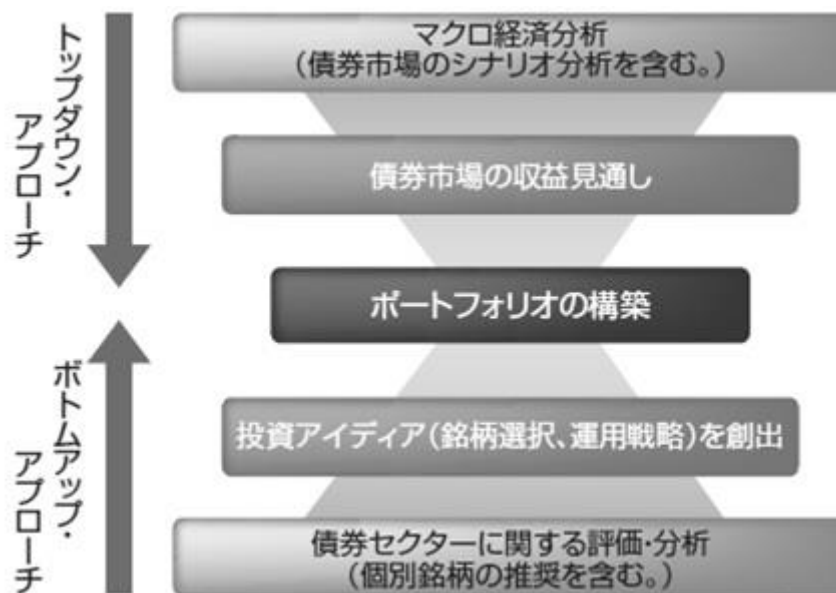 トップダウン・
アプローチ
マクロ経済分析
(債券市場のシナリオ分析を含む。)
債券市場の収益見通し
ポートフォリオの構築
ボトムアップ・
アプローチ
投資アイディア(銘柄選択、運用戦略)を創出
債券セクターに関する評価・分析
(個別銘柄の推奨を含む。)